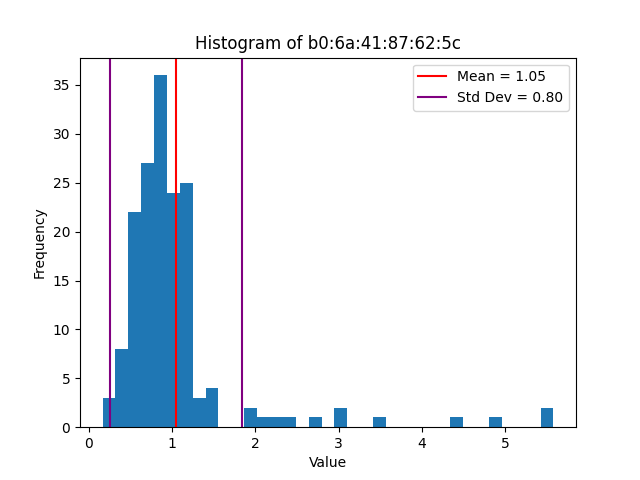 Histogram of b0:6a:41:87:62:5c
Mean = 1.05
Std Dev = 0.80
Frequency
35
30
25
20
15
10
5
0
0 1 2 3 4 5
Value